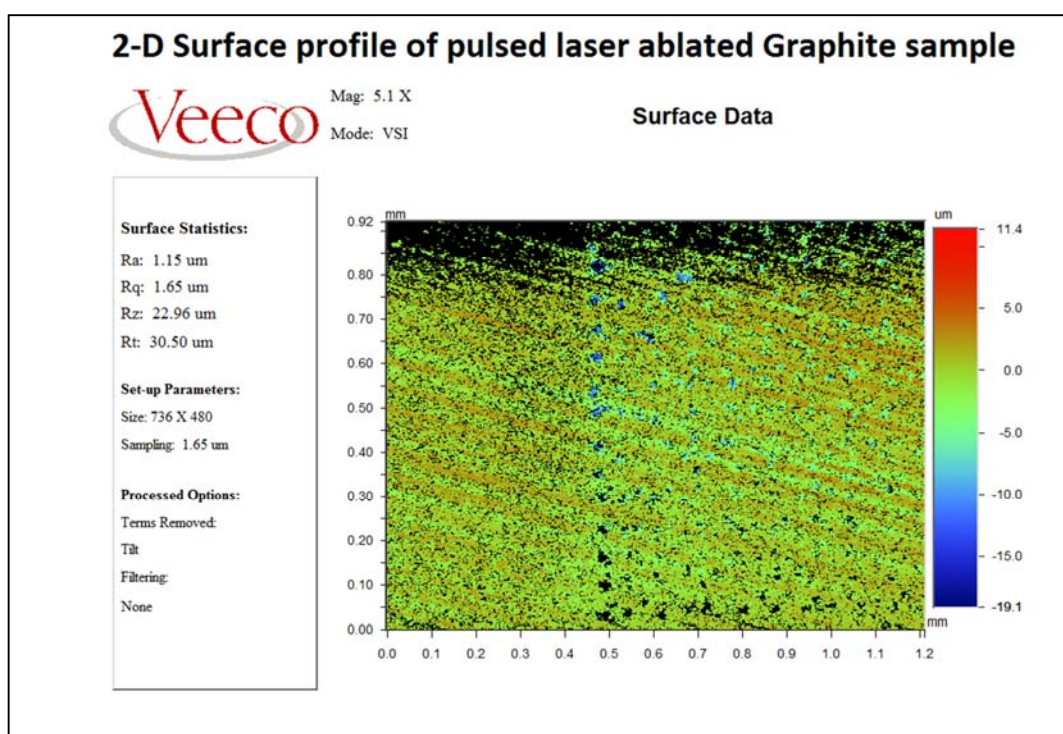 2-D Surface profile of pulsed laser ablated Graphite sample
Veeco
Mag: 5.1 X
Mode: VSI
Surface Data
Surface Statistics:
Ra: 1.15 um
Rq: 1.65 um
Rz: 22.96 um
Rt: 30.50 um
Set-up Parameters:
Size: 736 X 480
Sampling: 1.65 um
Processed Options:
Terms Removed:
Tilt
Filtering:
None
mm
0.92
0.80
0.70
0.60
0.50
0.40
0.30
0.20
0.10
0.00
0.0 0.1 0.2 0.3 0.4 0.5 0.6 0.7 0.8 0.9 1.0 1.1 1.2
um
11.4
5.0
0.0
-5.0
-10.0
-15.0
-19.1
mm